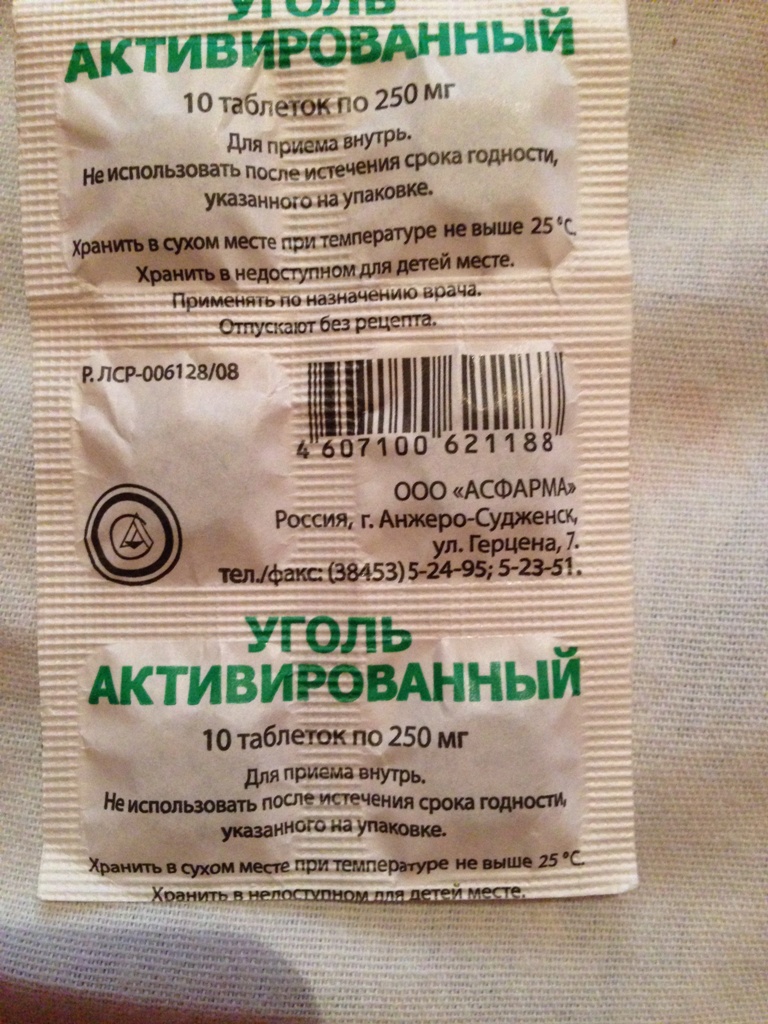 УГОЛЬ
АКТИВИРОВАННЫЙ
10 таблеток по 250 мг
Для приема внутрь.
Не использовать после истечения срока годности,
указанного на упаковке.
Хранить в сухом месте при температуре не выше 25 °С.
Хранить в недоступном для детей месте.
Применять по назначению врача.
Отпускают без рецепта.
Р. ЛСР-006128/08
4 607100 621188
ООО «АСФАРМА»
Россия, г. Анжеро-Судженск,
ул. Герцена, 7.
тел./факс: (38453) 5-24-95; 5-23-51.
УГОЛЬ
АКТИВИРОВАННЫЙ
10 таблеток по 250 мг
Для приема внутрь.
Не использовать после истечения срока годности,
указанного на упаковке.
Хранить в сухом месте при температуре не выше 25 °С.
Хранить в недоступном для детей месте.